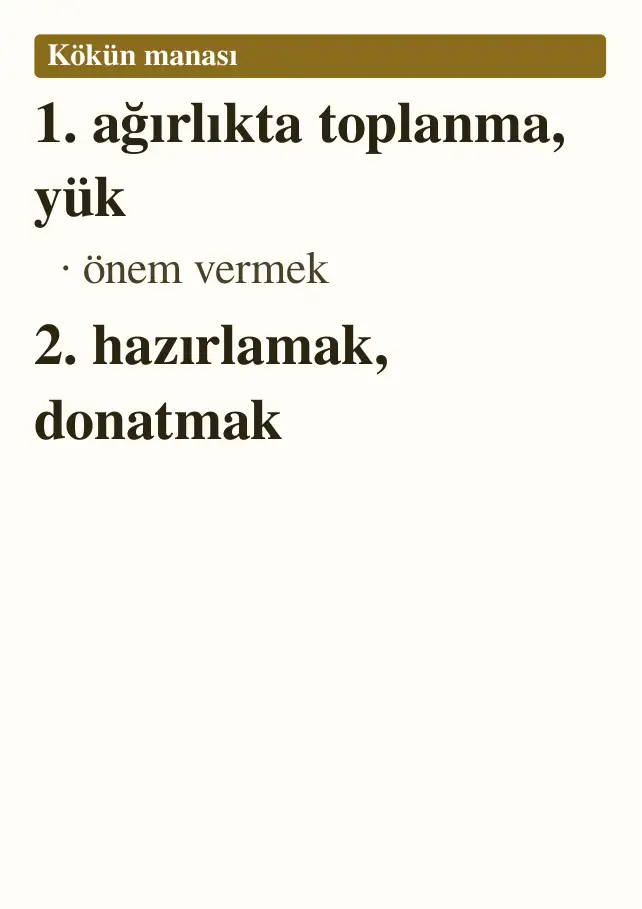 Kökün manası
1. ağırlıkta toplanma,
yük
· önem vermek
2. hazırlamak,
donatmak